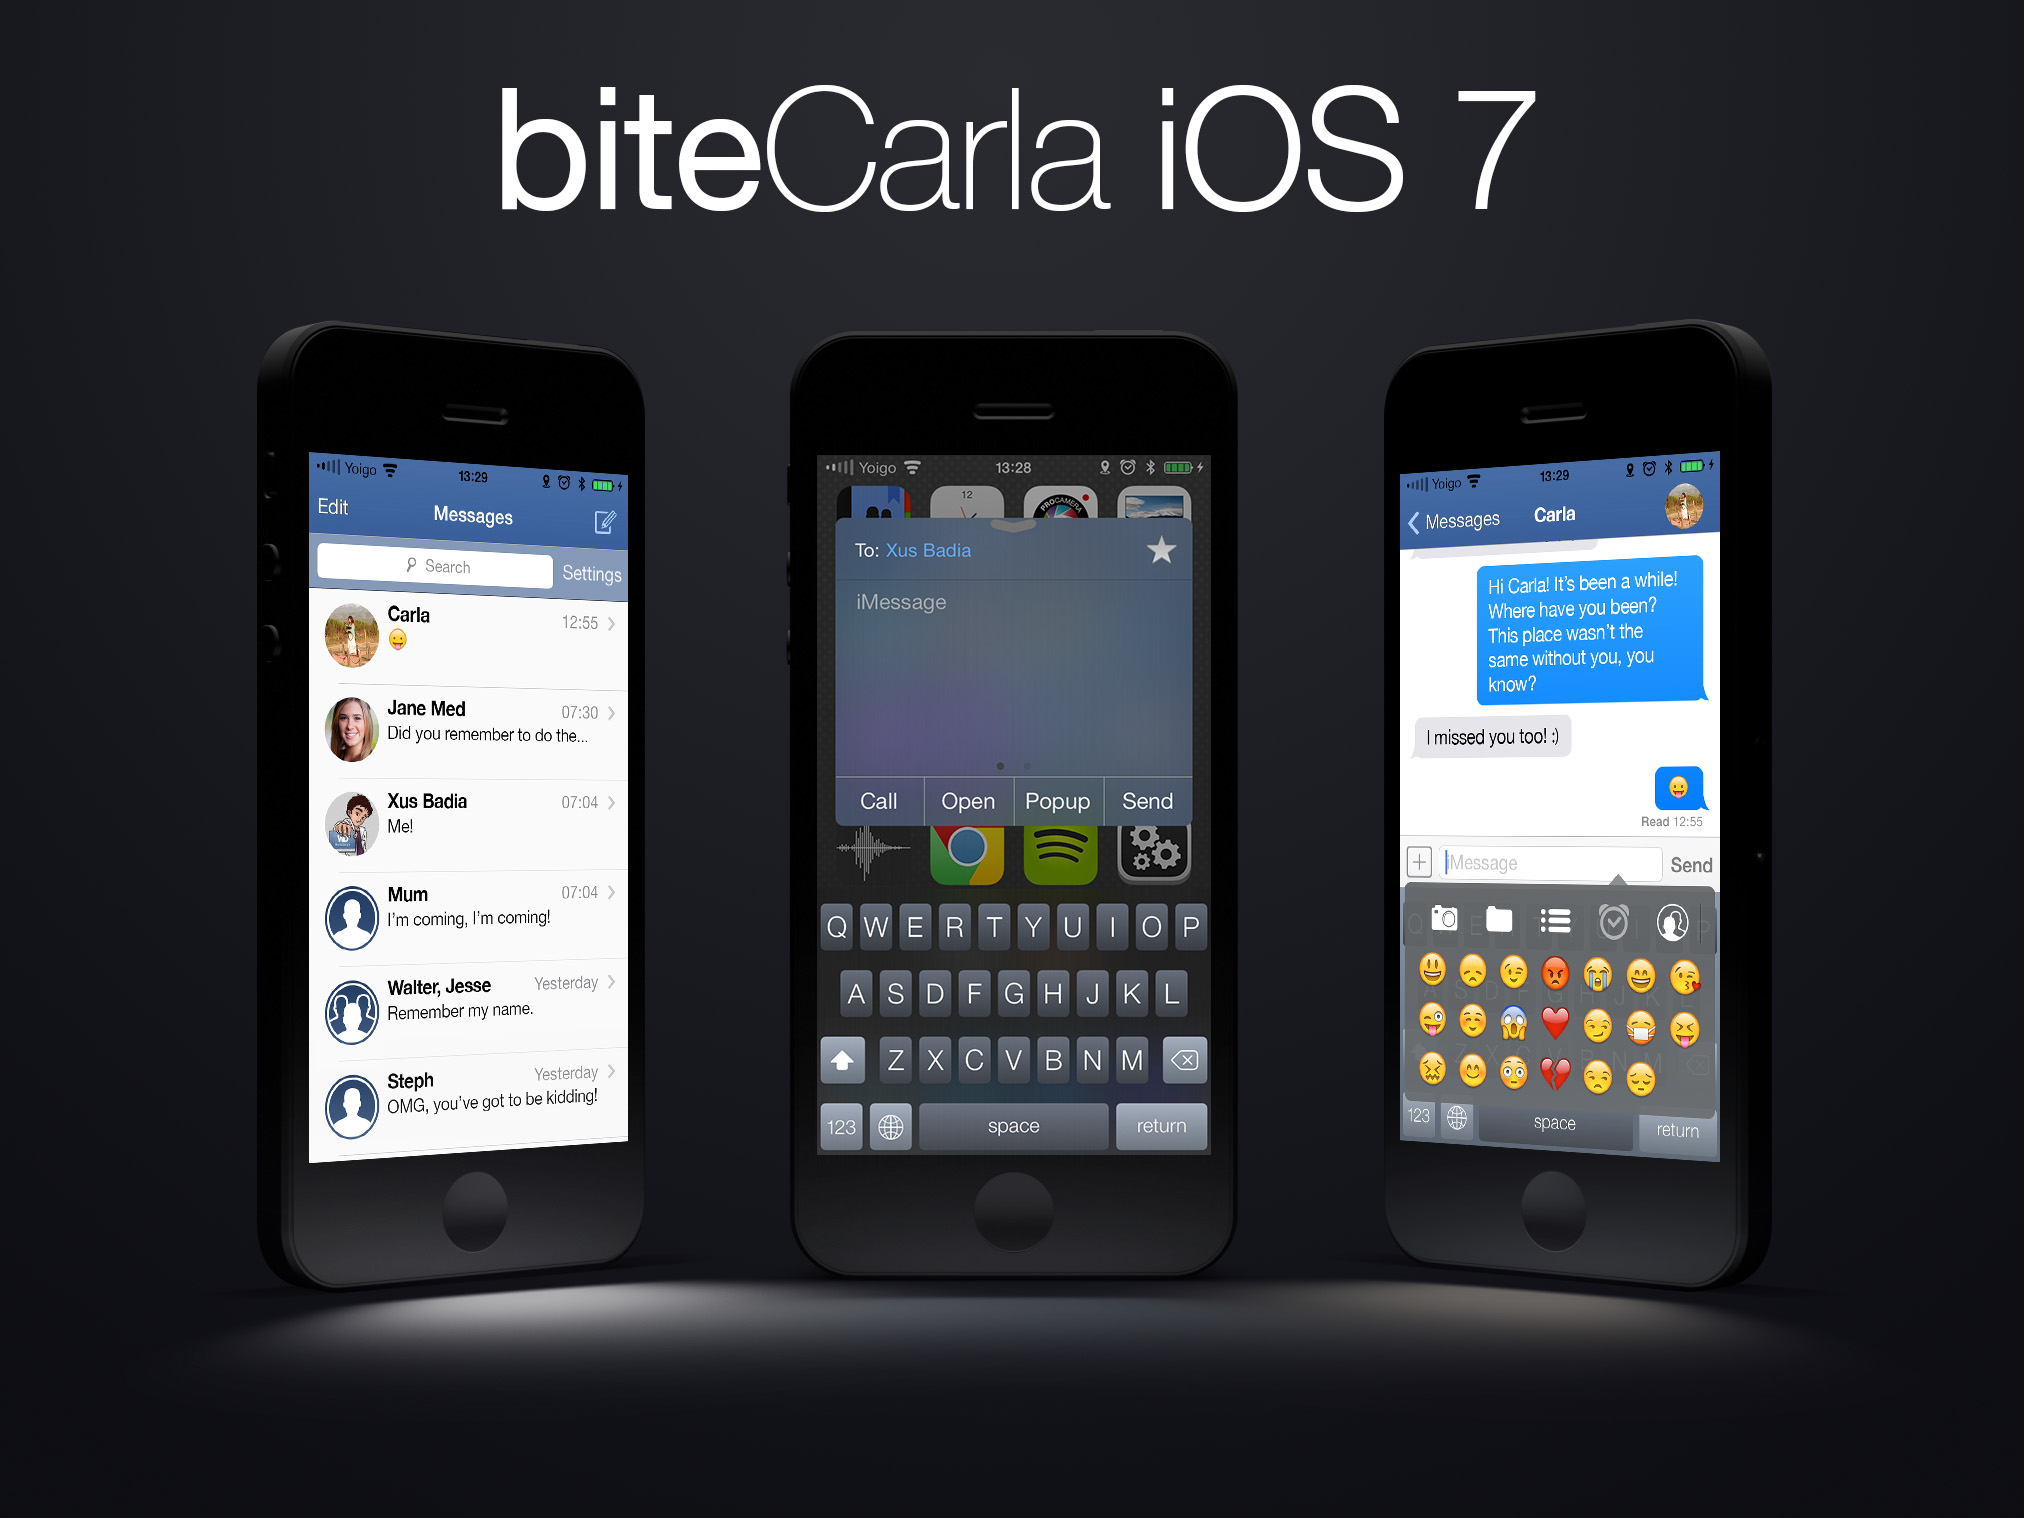 biteCarla iOS 7
Yoigo
13:29
Edit
Messages
Search
Settings
Carla
12:55
Jane Med
07:30
Did you remember to do the...
Xus Badia
07:04
Me!
Mum
07:04
I'm coming, I'm coming!
Walter, Jesse
Yesterday
Remember my name.
Steph
Yesterday
OMG, you've got to be kidding!
Yoigo
13:28
12
PROCAMERA
To: Xus Badia
iMessage
Call Open Popup Send
Q W E R T Y U I O P
A S D F G H J K L
Z X C V B N M
123 space return
Yoigo
13:29
Messages
Carla
Hi Carla! It's been a while!
Where have you been?
This place wasn't the
same without you, you
know?
I missed you too! :)
Read 12:55
iMessage
Send
123 space return